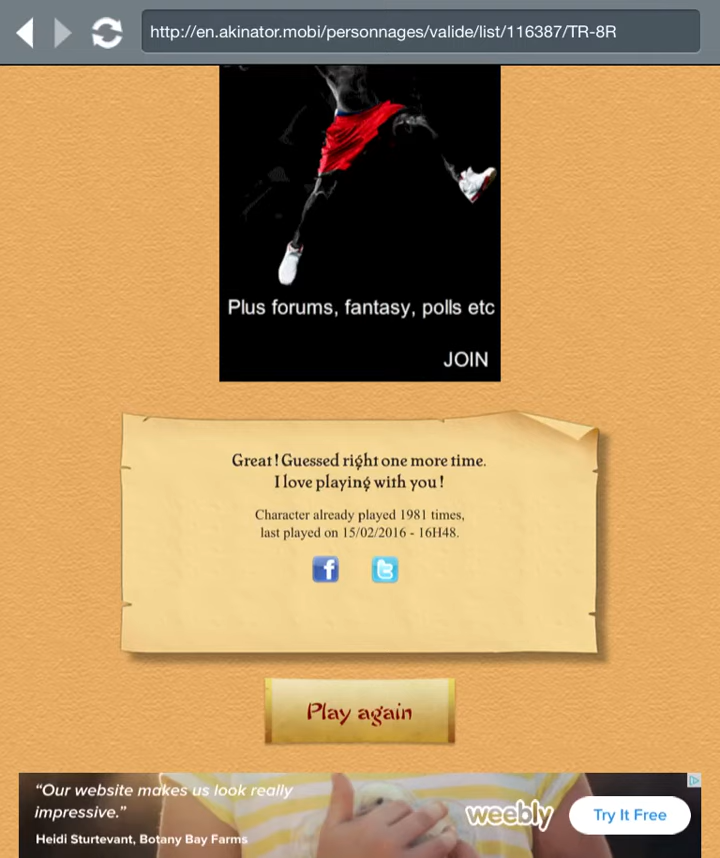 http://en.akinator.mobi/personnages/valide/list/116387/TR-8R
Plus forums, fantasy, polls etc
JOIN
Great! Guessed right one more time.
I love playing with you!
Character already played 1981 times,
last played on 15/02/2016 - 16H48.
Play again
"Our website makes us look really
impressive."
Heidi Sturtevant, Botany Bay Farms
weebly
Try It Free